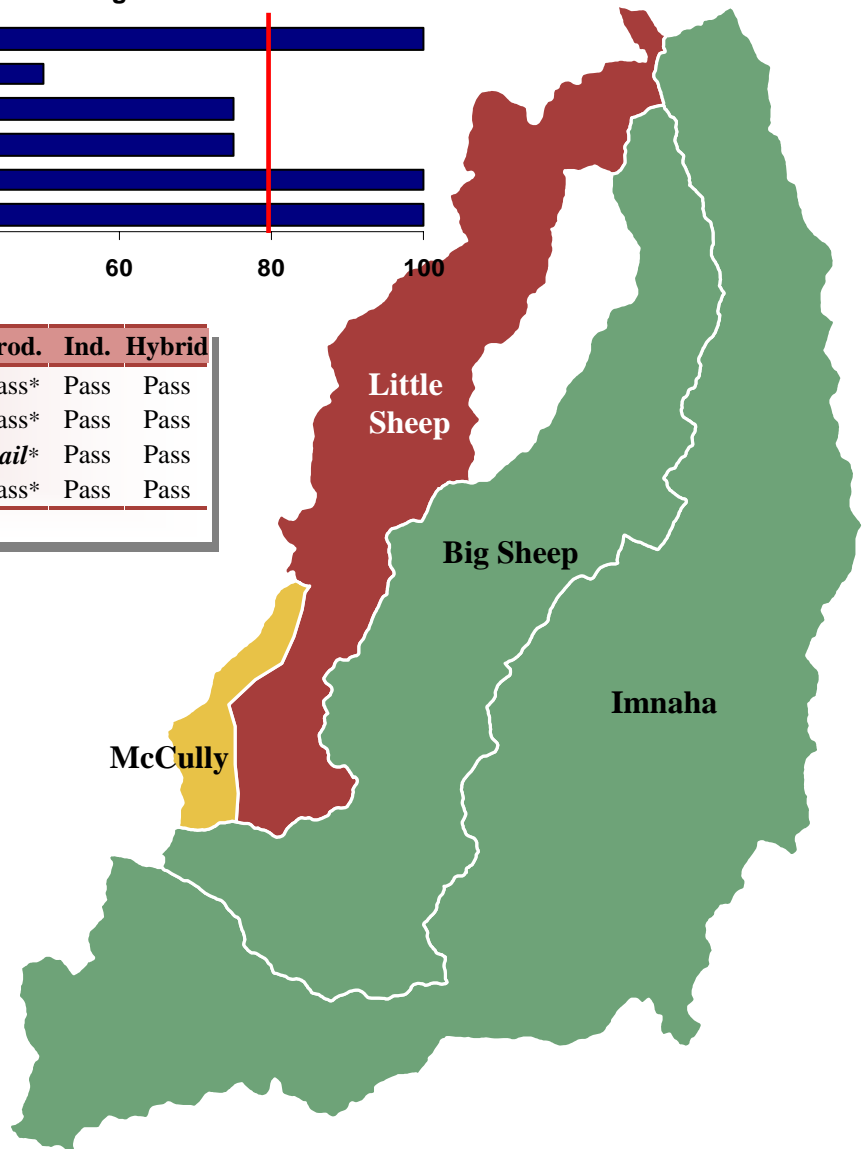 60 80 100
rod. Ind. Hybrid
ass* Pass Pass
ass* Pass Pass
ail* Pass Pass
ass* Pass Pass
Little
Sheep
Big Sheep
Imnaha
McCully